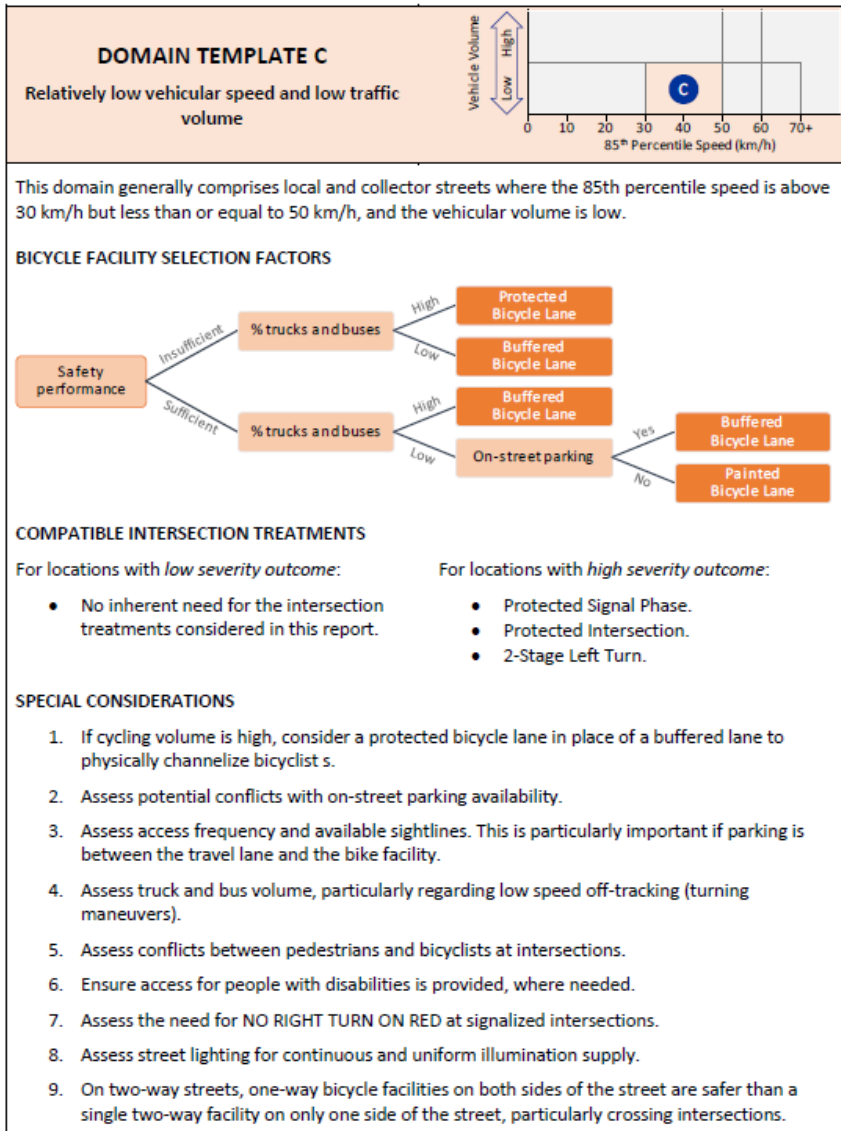 DOMAIN TEMPLATE C
Relatively low vehicular speed and low traffic
volume
Vehicle Volume
High
Low
C
0 10 20 30 40 50 60 70+
85th Percentile Speed (km/h)
This domain generally comprises local and collector streets where the 85th percentile speed is above
30 km/h but less than or equal to 50 km/h, and the vehicular volume is low.
BICYCLE FACILITY SELECTION FACTORS
Safety
performance
Insufficient
% trucks and buses
High
Protected
Bicycle Lane
Low
Buffered
Bicycle Lane
Sufficient
% trucks and buses
High
Buffered
Bicycle Lane
Low
On-street parking
Yes
Buffered
Bicycle Lane
No
Painted
Bicycle Lane
COMPATIBLE INTERSECTION TREATMENTS
For locations with low severity outcome:
• No inherent need for the intersection
treatments considered in this report.
For locations with high severity outcome:
• Protected Signal Phase.
• Protected Intersection.
• 2-Stage Left Turn.
SPECIAL CONSIDERATIONS
1. If cycling volume is high, consider a protected bicycle lane in place of a buffered lane to
physically channelize bicyclist s.
2. Assess potential conflicts with on-street parking availability.
3. Assess access frequency and available sightlines. This is particularly important if parking is
between the travel lane and the bike facility.
4. Assess truck and bus volume, particularly regarding low speed off-tracking (turning
maneuvers).
5. Assess conflicts between pedestrians and bicyclists at intersections.
6. Ensure access for people with disabilities is provided, where needed.
7. Assess the need for NO RIGHT TURN ON RED at signalized intersections.
8. Assess street lighting for continuous and uniform illumination supply.
9. On two-way streets, one-way bicycle facilities on both sides of the street are safer than a
single two-way facility on only one side of the street, particularly crossing intersections.